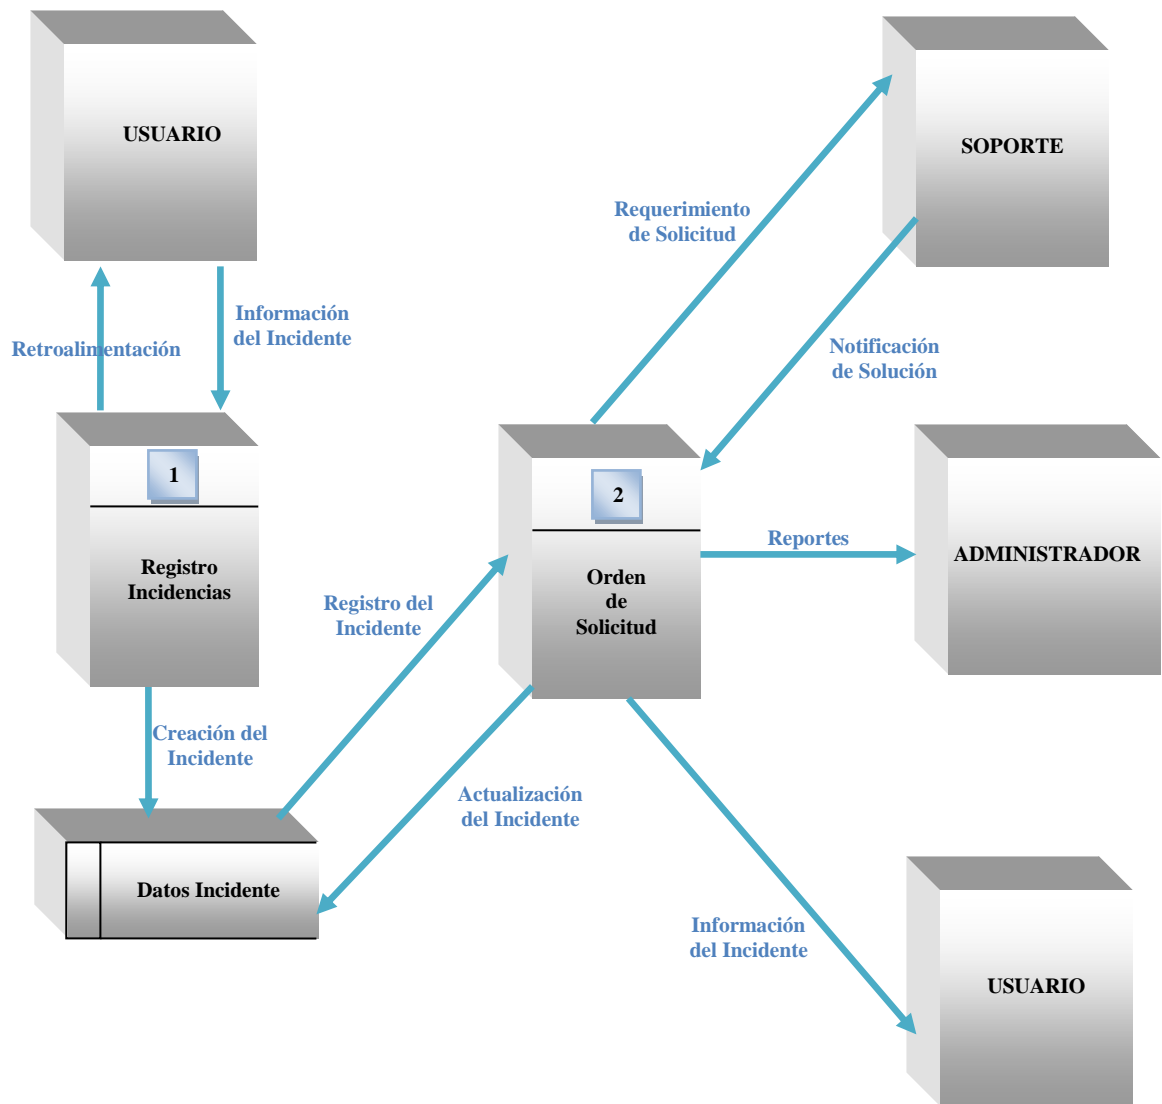 USUARIO
SOPORTE
Requerimiento
de Solicitud
Información
del Incidente
Retroalimentación
Notificación
de Solución
1
2
Registro
Incidencias
Orden
de
Solicitud
Reportes
ADMINISTRADOR
Registro del
Incidente
Creación del
Incidente
Actualización
del Incidente
Datos Incidente
Información
del Incidente
USUARIO